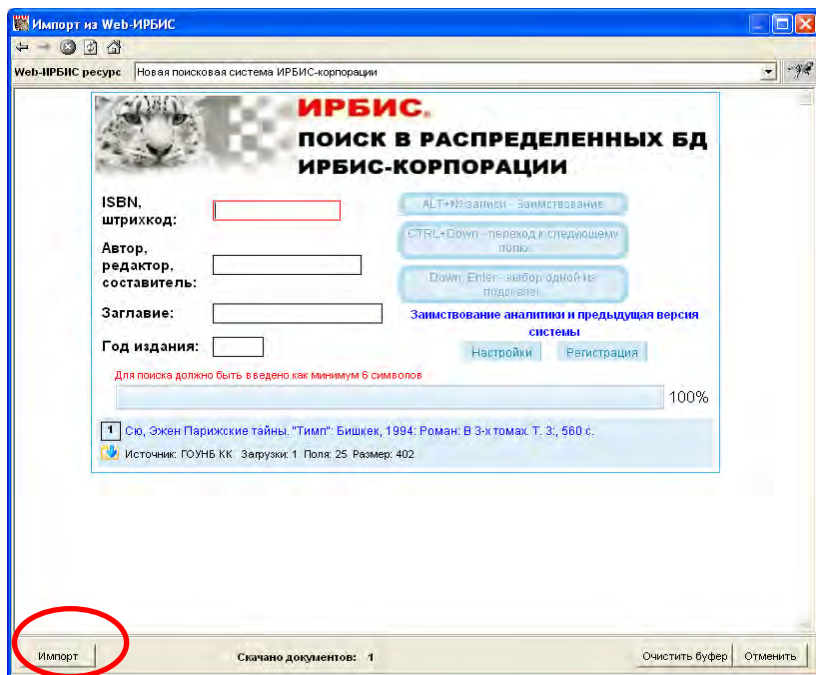 Импорт из Web-ИРБИС
Web-ИРБИС ресурс Новая поисковая система ИРБИС-корпорации
ИРБИС.
ПОИСК В РАСПРЕДЕЛЕННЫХ БД
ИРБИС-КОРПОРАЦИИ
ISBN,
штрихкод:
ALT+№ записи - Заимствование
CTRL+Down - переход к следующему
полю
Автор,
редактор,
составитель:
Down, Enter - выбор одной из
подсказок
Заглавие:
Заимствование аналитики и предыдущая версия
системы
Год издания:
Настройки Регистрация
Для поиска должно быть введено как минимум 6 символов
100%
1 Сю, Эжен Парижские тайны. "Тимп": Бишкек, 1994: Роман: В 3-х томах. Т. 3:, 560 с.
Источник: ГОУНБ КК Загрузки: 1 Поля: 25 Размер: 402
Импорт Скачано документов: 1 Очистить буфер Отменить